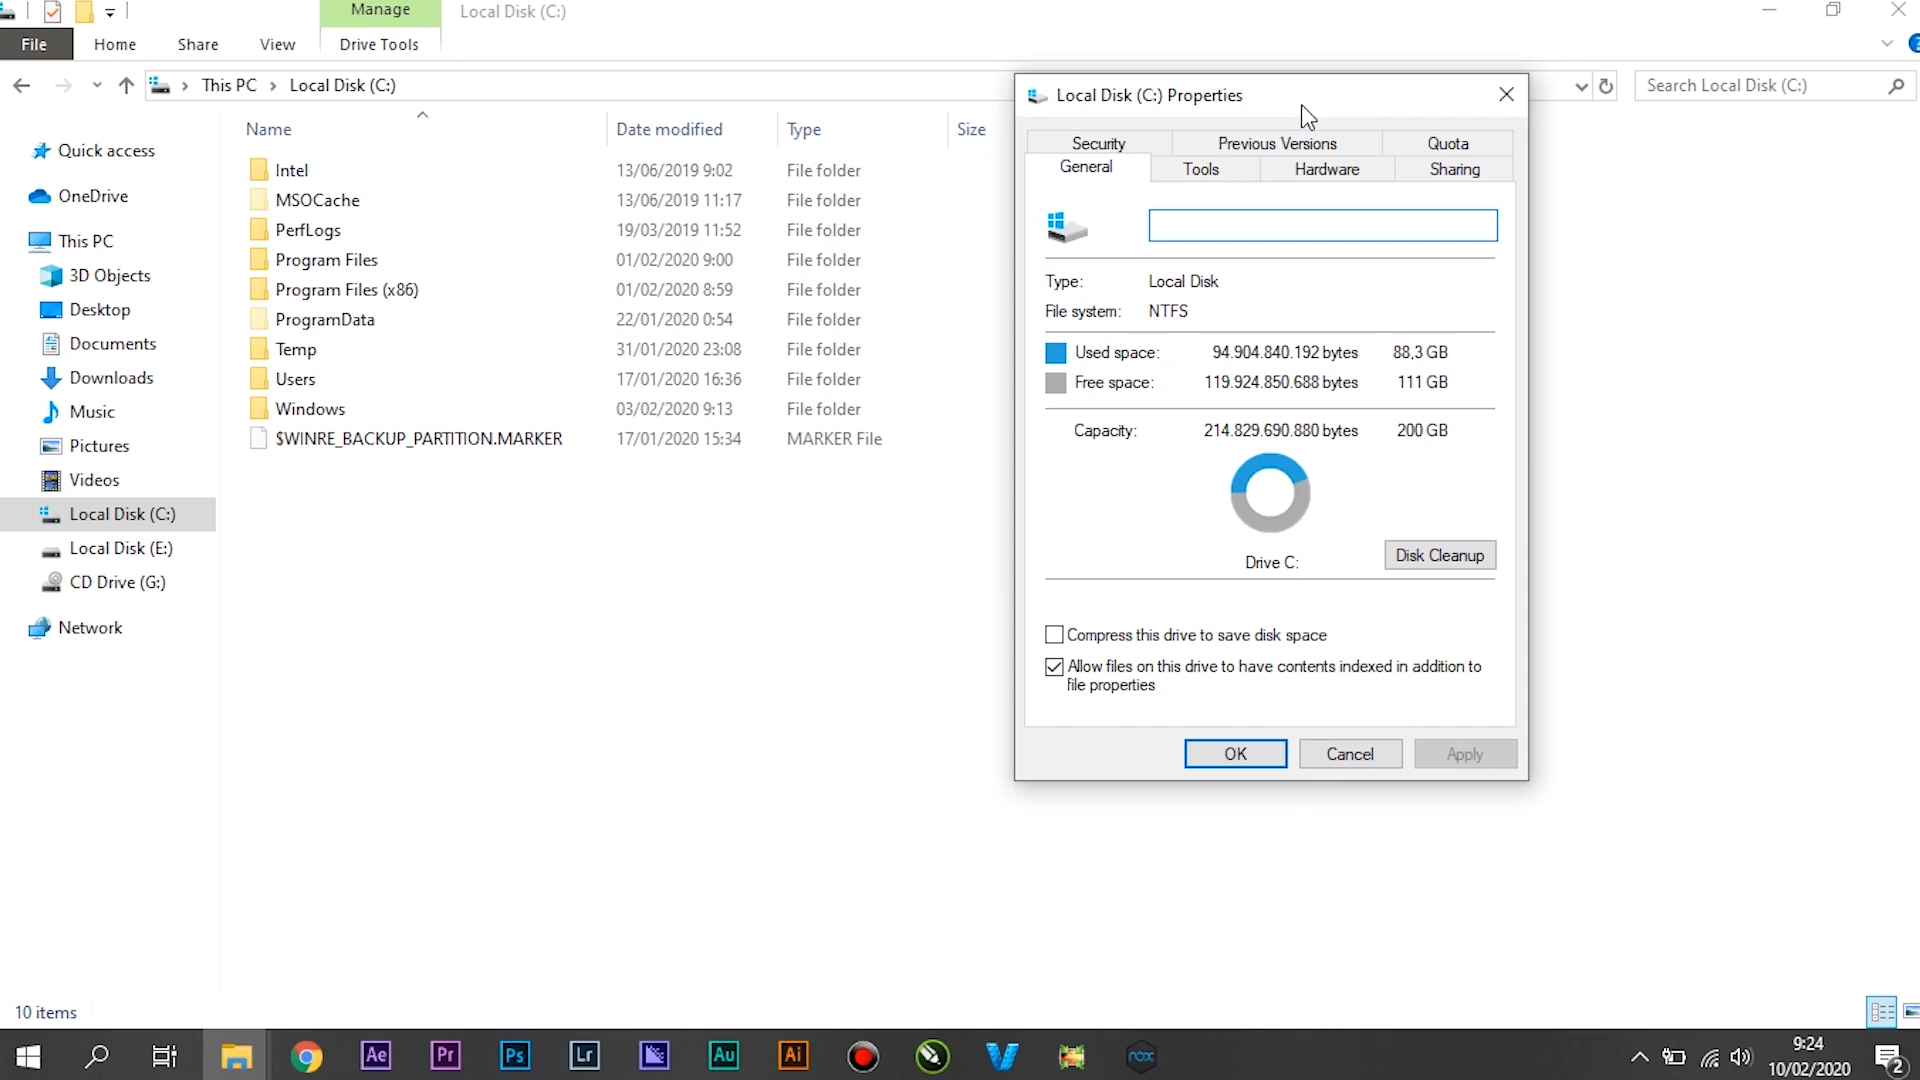 Manage
Local Disk (C:)
File
Home
Share
View
Drive Tools
This PC
Local Disk (C:)
Search Local Disk (C:)
Name
Date modified
Type
Size
Intel
13/06/2019 9:02
File folder
MSOCache
13/06/2019 11:17
File folder
PerfLogs
19/03/2019 11:52
File folder
Program Files
01/02/2020 9:00
File folder
Program Files (x86)
01/02/2020 8:59
File folder
ProgramData
22/01/2020 0:54
File folder
Temp
31/01/2020 23:08
File folder
Users
17/01/2020 16:36
File folder
Windows
03/02/2020 9:13
File folder
$WINRE_BACKUP_PARTITION.MARKER
17/01/2020 15:34
MARKER File
Quick access
OneDrive
This PC
3D Objects
Desktop
Documents
Downloads
Music
Pictures
Videos
Local Disk (C:)
Local Disk (E:)
CD Drive (G:)
Network
Local Disk (C:) Properties
Security
Previous Versions
Quota
General
Tools
Hardware
Sharing
Type: Local Disk
File system: NTFS
Used space: 94.904.840.192 bytes 88,3 GB
Free space: 119.924.850.688 bytes 111 GB
Capacity: 214.829.690.880 bytes 200 GB
Drive C:
Disk Cleanup
Compress this drive to save disk space
Allow files on this drive to have contents indexed in addition to
file properties
OK
Cancel
Apply
10 items
Ae
Pr
Ps
Lr
Au
Ai
nox
9:24
10/02/2020
2